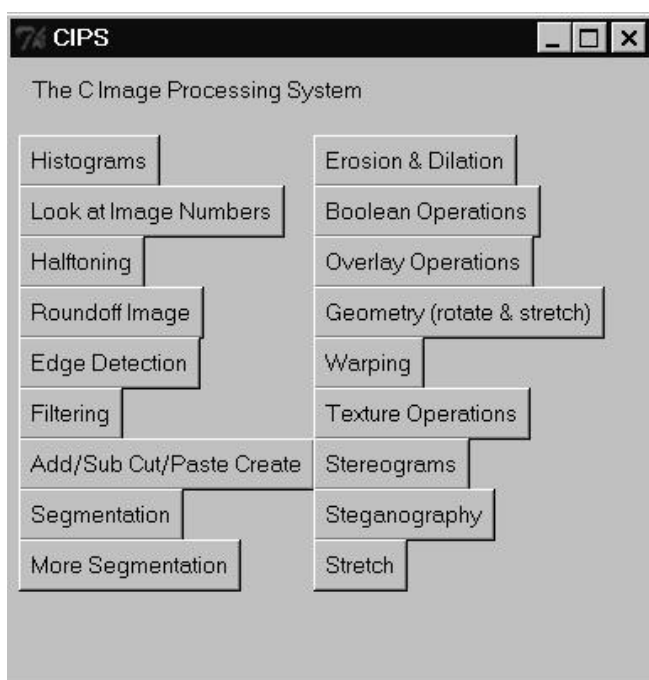 CIPS
The C Image Processing System
Histograms
Look at Image Numbers
Halftoning
Roundoff Image
Edge Detection
Filtering
Add/Sub Cut/Paste Create
Segmentation
More Segmentation
Erosion & Dilation
Boolean Operations
Overlay Operations
Geometry (rotate & stretch)
Warping
Texture Operations
Stereograms
Steganography
Stretch